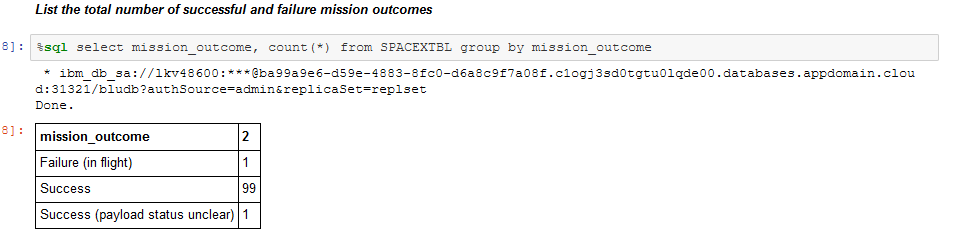 List the total number of successful and failure mission outcomes
8]: %sql select mission_outcome, count(*) from SPACEXTBL group by mission_outcome
* ibm_db_sa://lkv48600:***@ba99a9e6-d59e-4883-8fc0-d6a8c9f7a08f.c1ogj3sd0tgtu0lqde00.databases.appdomain.clou
d:31321/bludb?authSource=admin&replicaSet=replset
Done.
8]: mission_outcome 2
Failure (in flight) 1
Success 99
Success (payload status unclear) 1